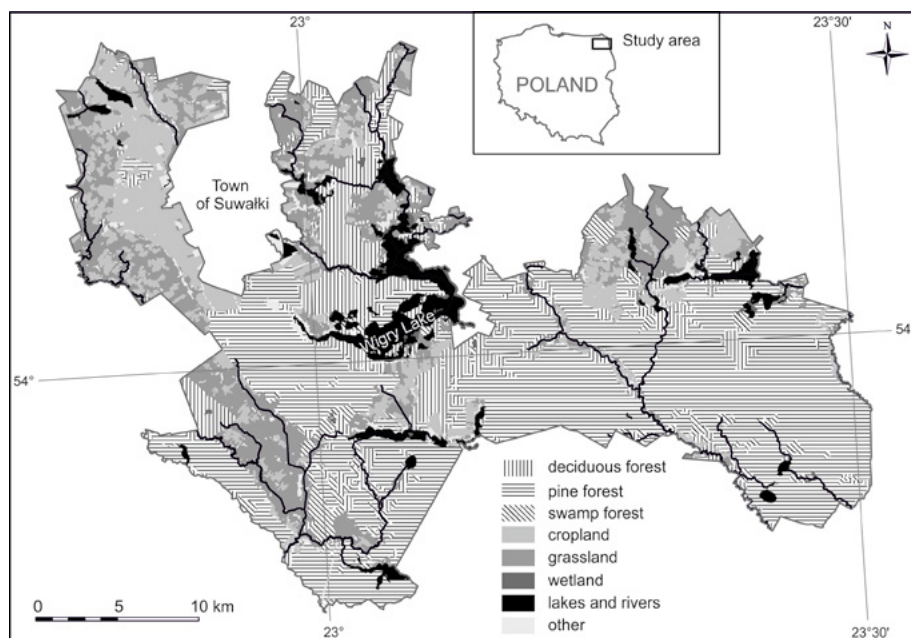 23°
23°30'
N
Study area
POLAND
Town
of Suwałki
Wigry Lake
54°
54°
deciduous forest
pine forest
swamp forest
cropland
grassland
wetland
lakes and rivers
other
0 5 10 km
23°
23°30'